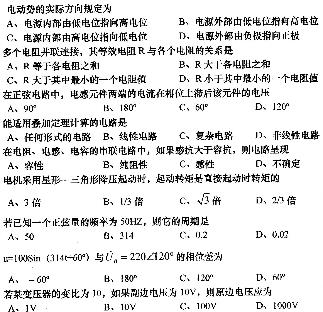 电动势的实际方向规定为
A、电源内部由低电位指向高电位 B、电源外部由低电位指向高电位
C、电源内部由高电位指向低电位 D、电源外部由负极指向正极
多个电阻并联连接，其等效电阻R与各个电阻的关系是
A、R等于各电阻之和 B、R大于各电阻之和
C、R大于其中最小的一个电阻值 D、R小于其中最小的一个电阻值
在正弦电路中，电感元件两端的电流在相位上滞后该元件的电压
A、90° B、180° C、60° D、120°
能适用叠加定理计算的电路是
A、任何形式的电路 B、线性电路 C、复杂电路 D、非线性电路
在电阻、电感、电容的串联电路中，如果感抗大于容抗，则电路呈现
A、容性 B、纯阻性 C、感性 D、不确定
电机采用星形-三角形降压起动时，起动转矩是直接起动时转矩的
A、3倍 B、1/3倍 C、√3倍 D、2/3倍
若已知一个正弦量的频率为50HZ，则它的周期是
A、50 B、314 C、0.2 D、0.02
u=100Sin（314t-60°）与U̇ =220∠120°的相位差为
A、-60° B、180° C、120° D、60°
若某变压器的变比为10，如果副边电压为10V，则原边电压应为
A、1V B、10V C、100V D、1000V